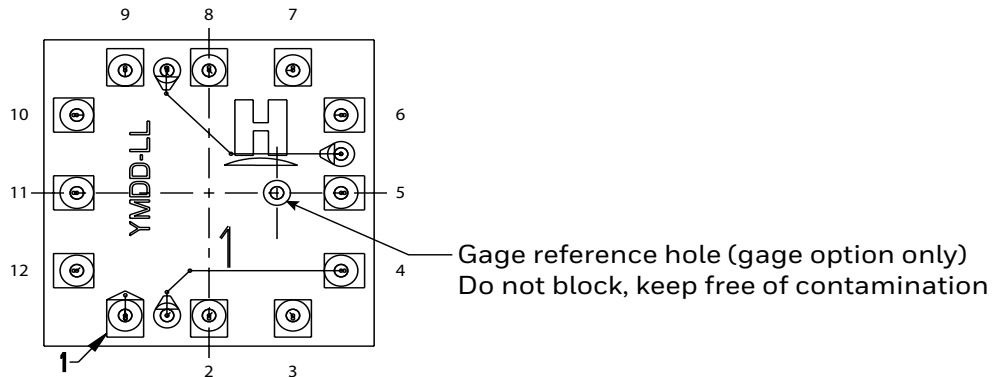 9 8 7
10 6
H
YMDD-LL
11 5
1
Gage reference hole (gage option only)
Do not block, keep free of contamination
12 4
1
2 3